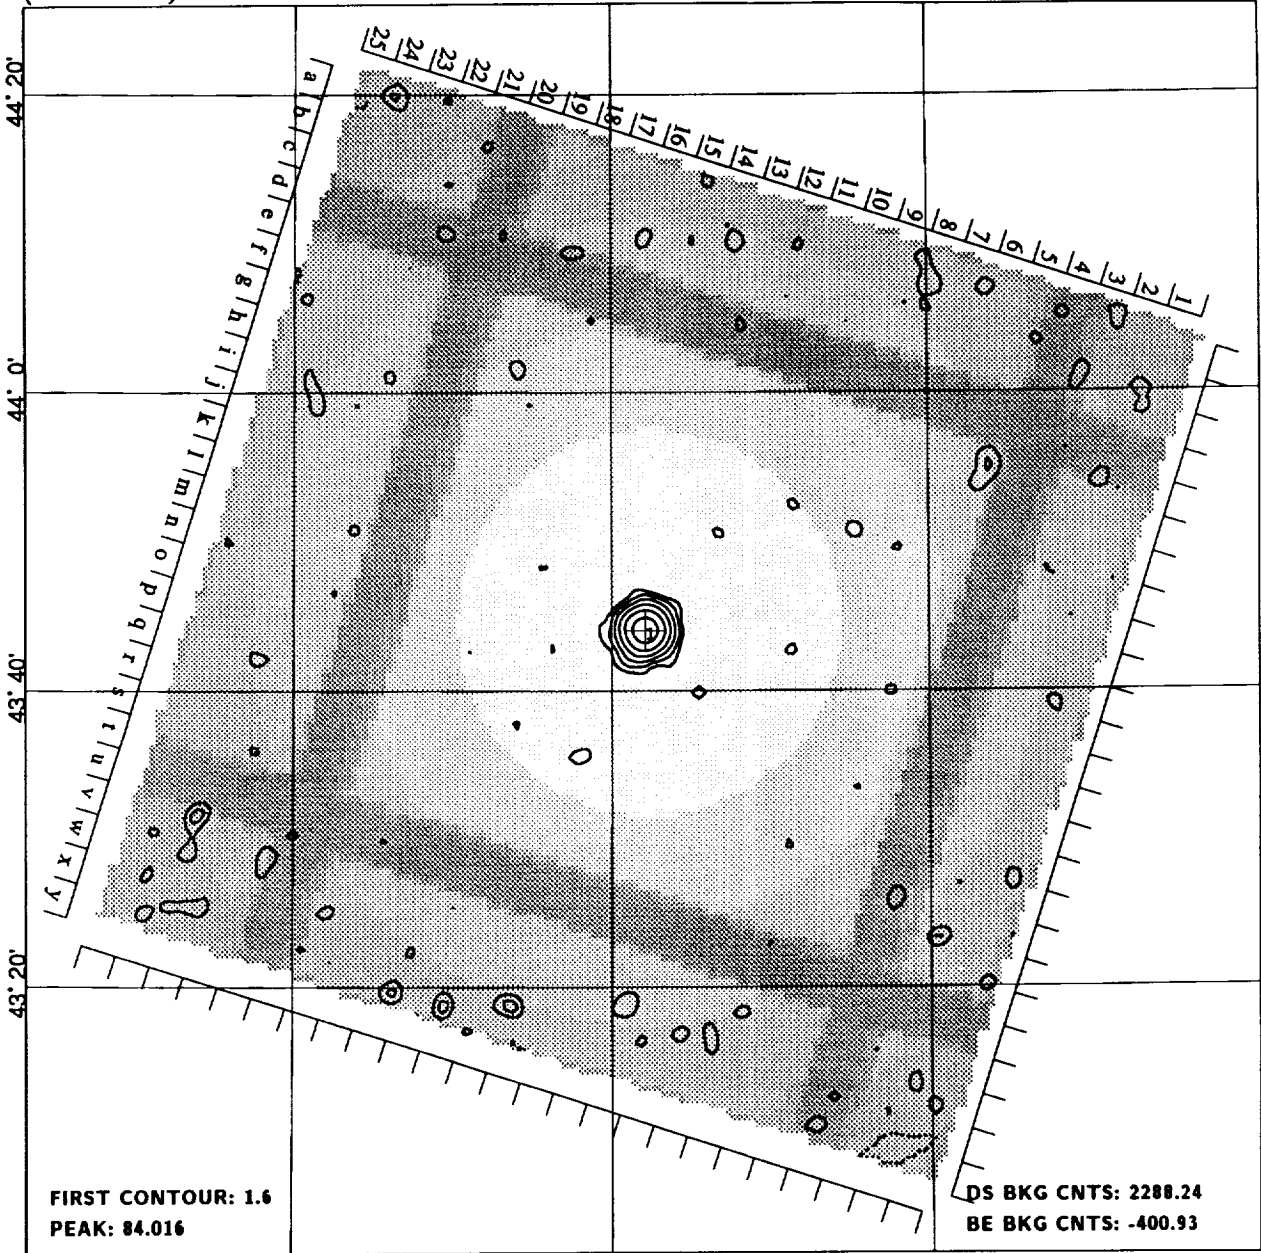 25 24 23 22 21 20 19 18 17 16 15 14 13 12 11 10 9 8 7 6 5 4 3 2 1
a b c d e f g h i j k l m n o p q r s t u v w x y
44° 20'
44° 0'
43° 40'
43° 20'
1
FIRST CONTOUR: 1.6
PEAK: 84.016
DS BKG CNTS: 2288.24
BE BKG CNTS: -400.93